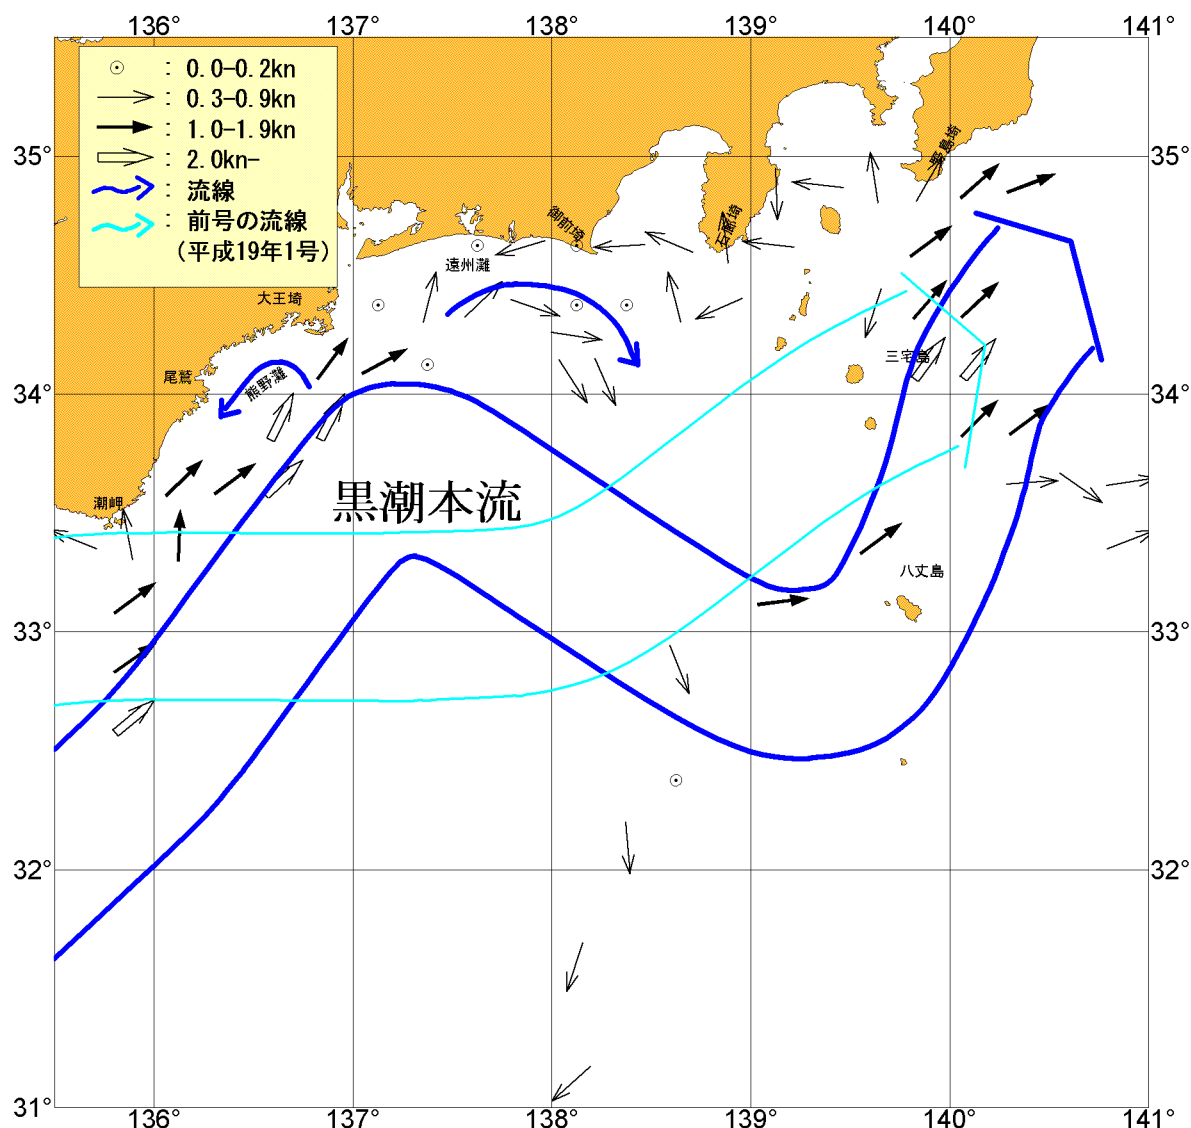 136° 137° 138° 139° 140° 141°
: 0.0-0.2kn
: 0.3-0.9kn
: 1.0-1.9kn
: 2.0kn-
: 流線
: 前号の流線
(平成19年1号)
35° 35°
野島埼
御前埼
石廊埼
遠州灘
大王埼
三宅島
尾鷲
熊野灘
34° 34°
黒潮本流
潮岬
八丈島
33° 33°
32° 32°
31° 31°
136° 137° 138° 139° 140° 141°